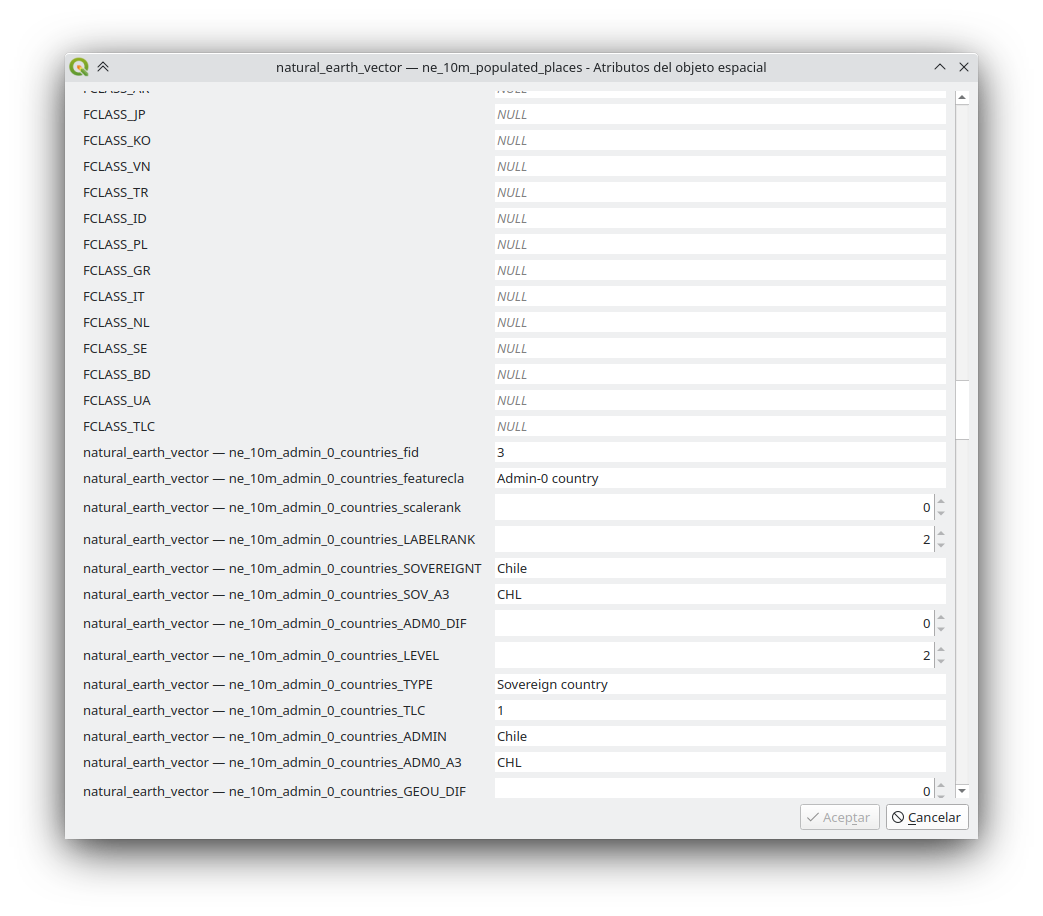 natural_earth_vector — ne_10m_populated_places - Atributos del objeto espacial
FCLASS_AR NULL
FCLASS_JP NULL
FCLASS_KO NULL
FCLASS_VN NULL
FCLASS_TR NULL
FCLASS_ID NULL
FCLASS_PL NULL
FCLASS_GR NULL
FCLASS_IT NULL
FCLASS_NL NULL
FCLASS_SE NULL
FCLASS_BD NULL
FCLASS_UA NULL
FCLASS_TLC NULL
natural_earth_vector — ne_10m_admin_0_countries_fid 3
natural_earth_vector — ne_10m_admin_0_countries_featurecla Admin-0 country
natural_earth_vector — ne_10m_admin_0_countries_scalerank 0
natural_earth_vector — ne_10m_admin_0_countries_LABELRANK 2
natural_earth_vector — ne_10m_admin_0_countries_SOVEREIGNT Chile
natural_earth_vector — ne_10m_admin_0_countries_SOV_A3 CHL
natural_earth_vector — ne_10m_admin_0_countries_ADM0_DIF 0
natural_earth_vector — ne_10m_admin_0_countries_LEVEL 2
natural_earth_vector — ne_10m_admin_0_countries_TYPE Sovereign country
natural_earth_vector — ne_10m_admin_0_countries_TLC 1
natural_earth_vector — ne_10m_admin_0_countries_ADMIN Chile
natural_earth_vector — ne_10m_admin_0_countries_ADM0_A3 CHL
natural_earth_vector — ne_10m_admin_0_countries_GEOU_DIF 0
Aceptar Cancelar